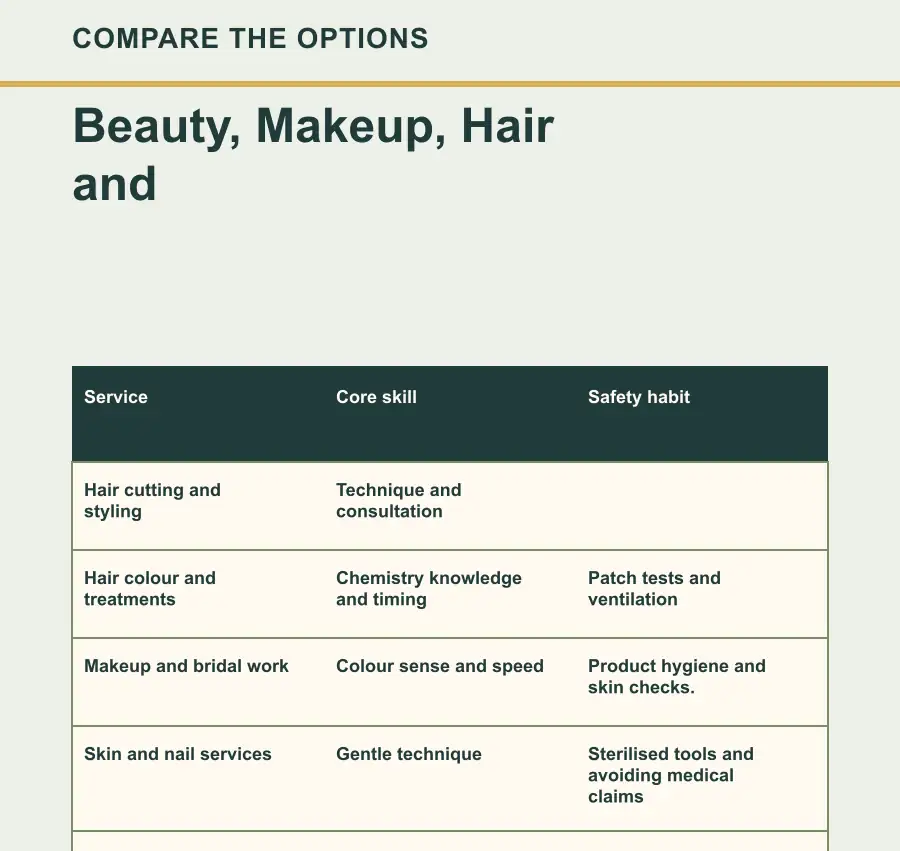 COMPARE THE OPTIONS
Beauty, Makeup, Hair
and
Service Core skill Safety habit
Hair cutting and Technique and
styling consultation
Hair colour and Chemistry knowledge Patch tests and
treatments and timing ventilation
Makeup and bridal work Colour sense and speed Product hygiene and
skin checks.
Skin and nail services Gentle technique Sterilised tools and
avoiding medical
claims